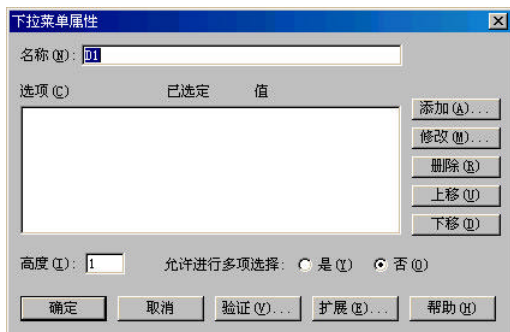 下拉菜单属性
名称(N): D1
选项(C) 已选定 值
添加(A)...
修改(M)...
删除(R)
上移(U)
下移(D)
高度(I): 1 允许进行多项选择: 是(Y) 否(O)
确定 取消 验证(V)... 扩展(E)... 帮助(H)